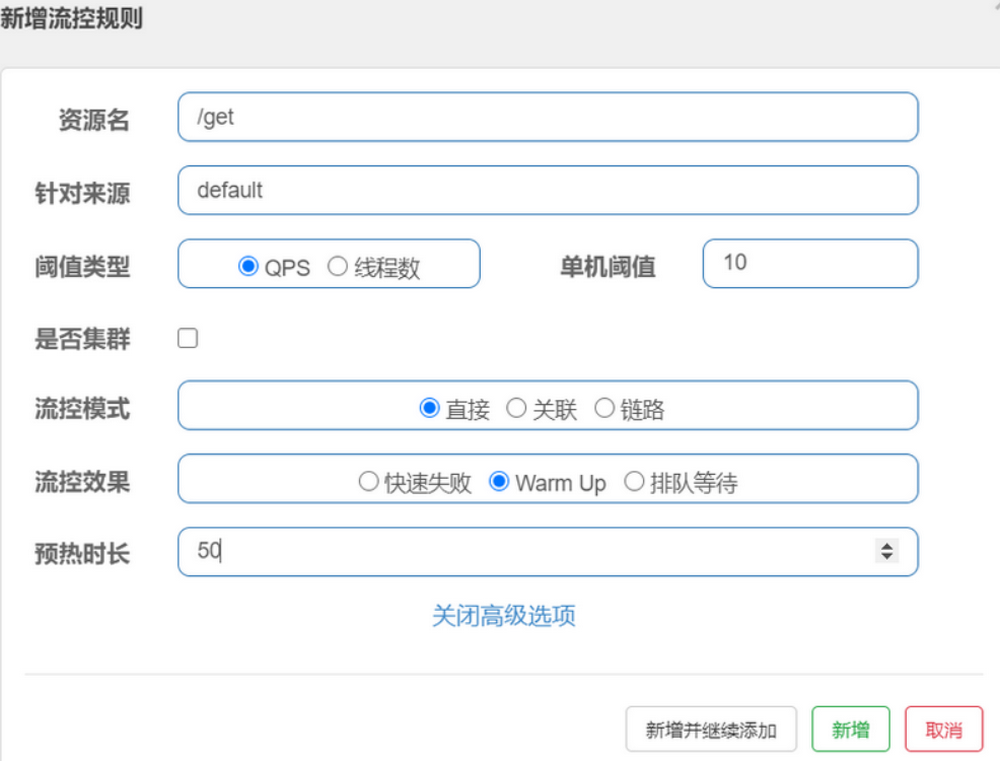 新增流控规则
资源名 /get
针对来源 default
阈值类型 QPS 线程数 单机阈值 10
是否集群
流控模式 直接 关联 链路
流控效果 快速失败 Warm Up 排队等待
预热时长 50
关闭高级选项
新增并继续添加 新增 取消